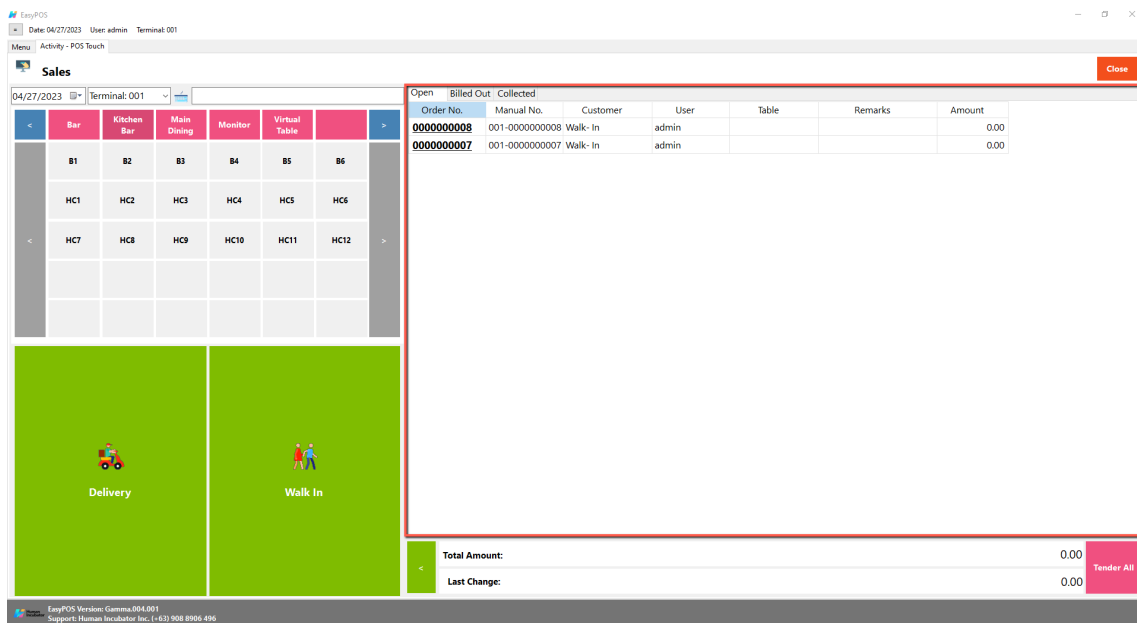 EasyPOS
Date: 04/27/2023 User: admin Terminal: 001
Menu Activity - POS Touch
Sales
Close
04/27/2023 Terminal: 001
< Bar Kitchen Bar Main Dining Monitor Virtual Table >
B1 B2 B3 B4 B5 B6
HC1 HC2 HC3 HC4 HC5 HC6
< HC7 HC8 HC9 HC10 HC11 HC12 >
Delivery Walk In
Open Billed Out Collected
Order No. Manual No. Customer User Table Remarks Amount
0000000008 001-0000000008 Walk- In admin 0.00
0000000007 001-0000000007 Walk- In admin 0.00
<
Total Amount: 0.00
Last Change: 0.00
Tender All
Human Incubator
EasyPOS Version: Gamma.004.001
Support: Human Incubator Inc. (+63) 908 8906 496